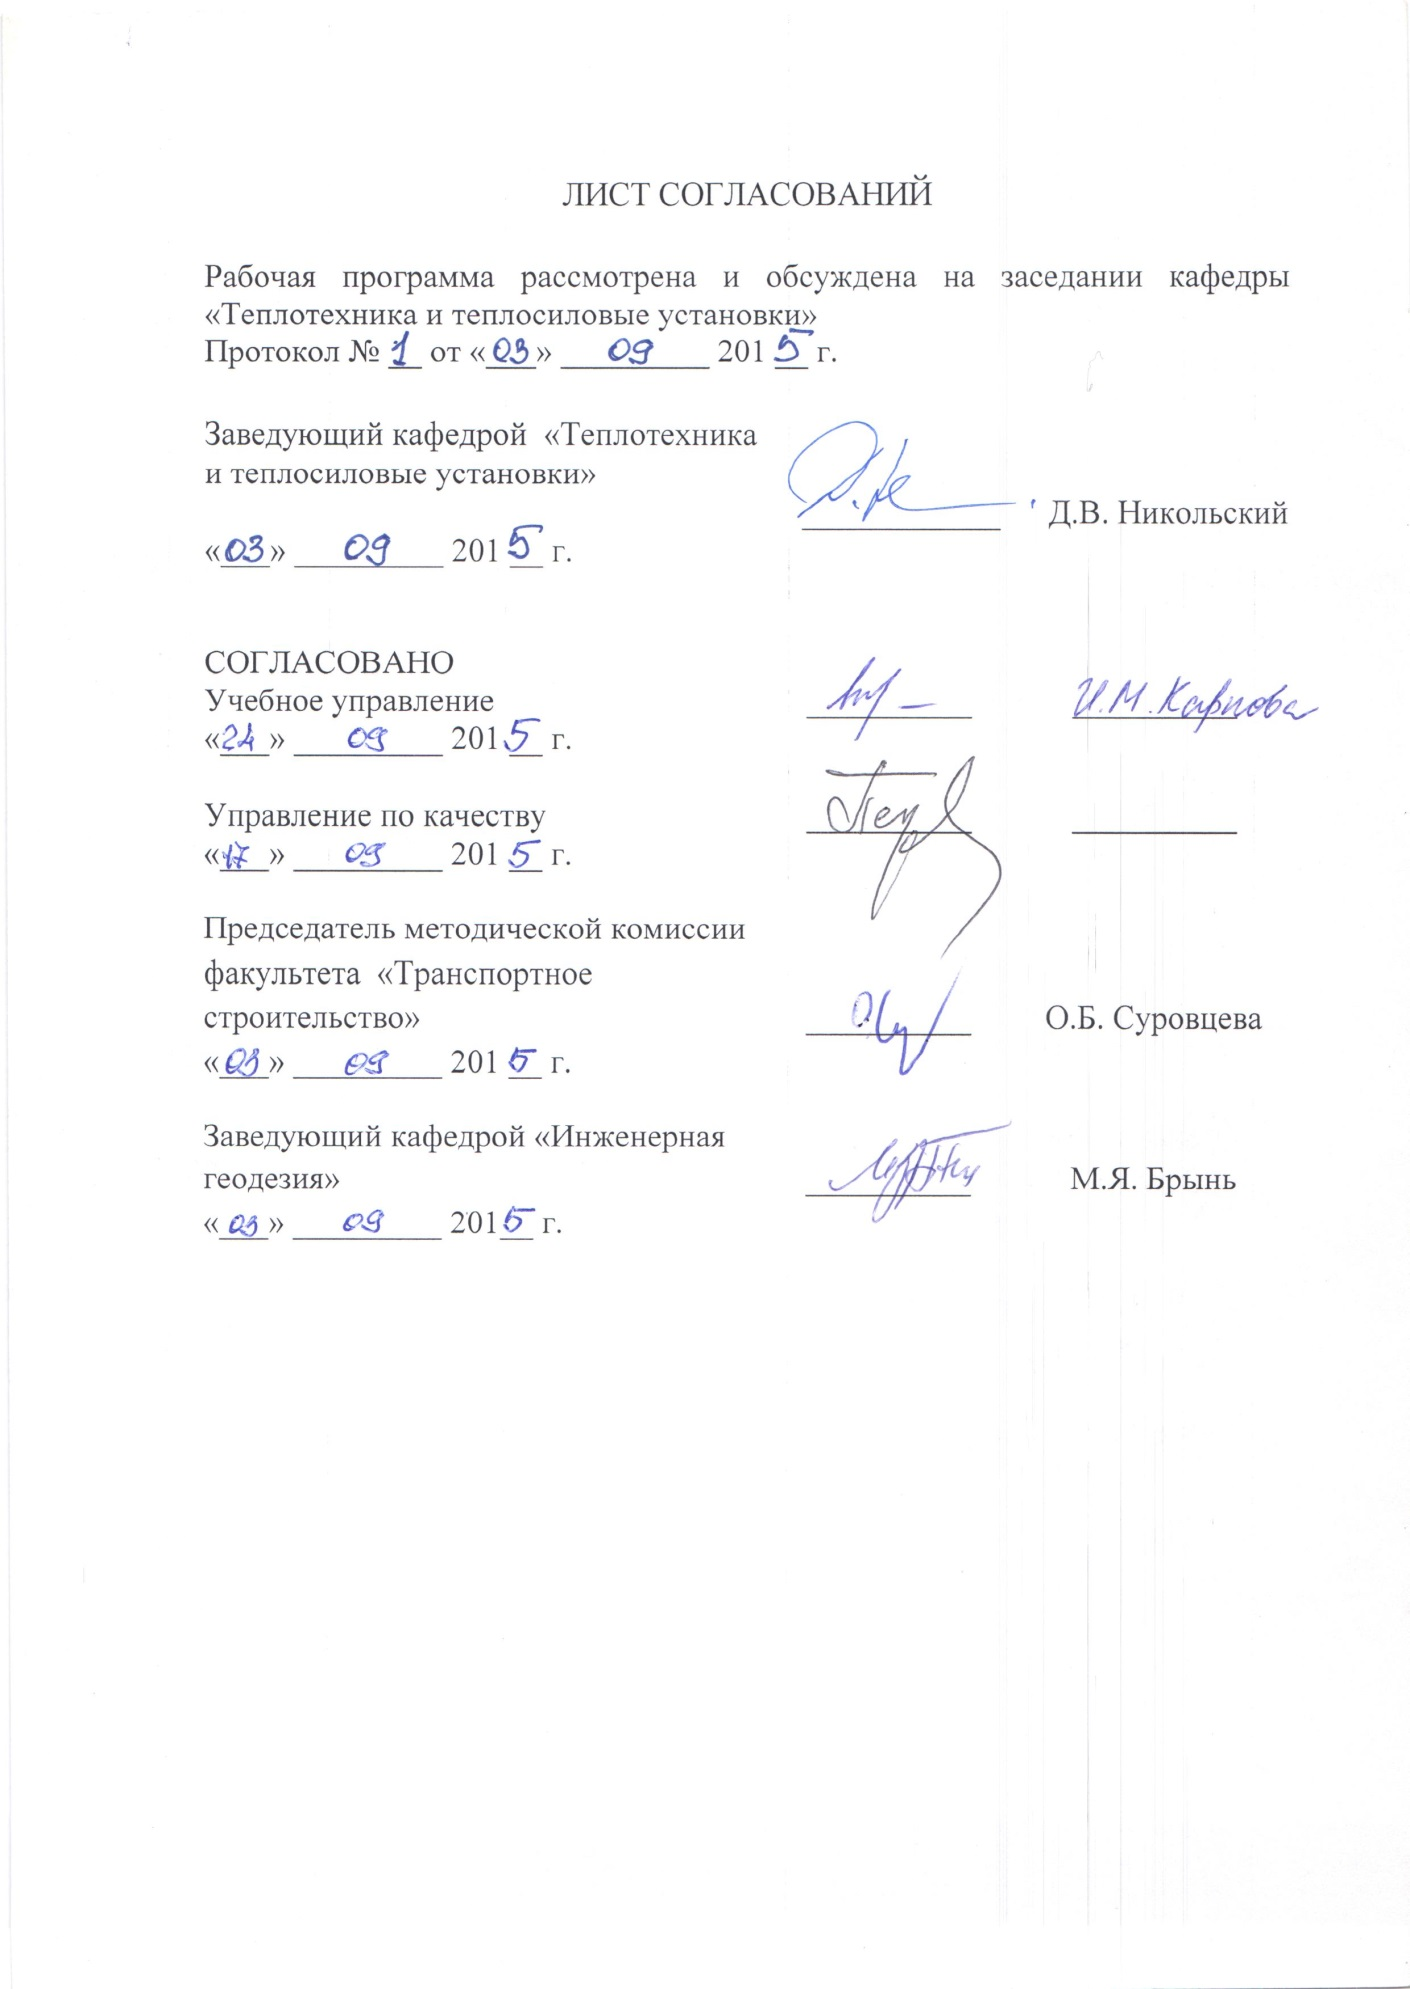 ЛИСТ СОГЛАСОВАНИЙ
Рабочая программа рассмотрена и обсуждена на заседании кафедры
«Теплотехника и теплосиловые установки»
Протокол № 1 от «03» 09 2015 г.
Заведующий кафедрой «Теплотехника
и теплосиловые установки»
Д.В. Никольский
«03» 09 2015 г.
СОГЛАСОВАНО
Учебное управление И.М. Карпова
«24» 09 2015 г.
Управление по качеству
«17» 09 2015 г.
Председатель методической комиссии
факультета «Транспортное
строительство» О.Б. Суровцева
«03» 09 2015 г.
Заведующий кафедрой «Инженерная
геодезия» М.Я. Брынь
«03» 09 2015 г.